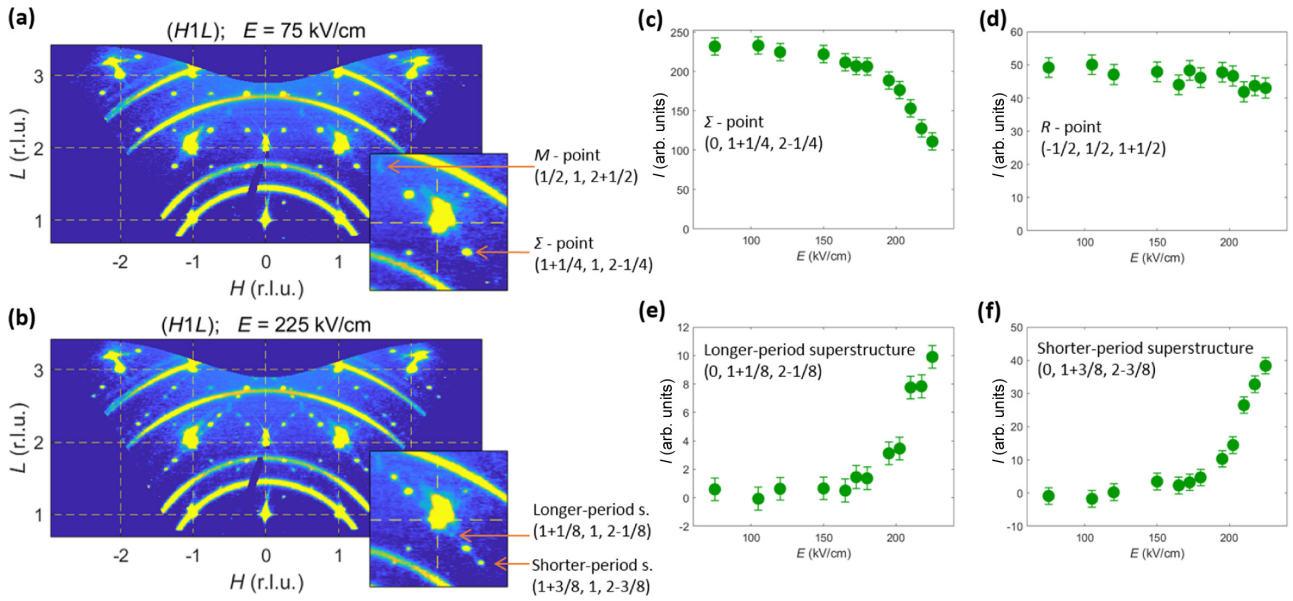 (a)
(H1L); E = 75 kV/cm
3
2
1
L (r.l.u.)
-2
-1
0
1
H (r.l.u.)
M - point
(1/2, 1, 2+1/2)
Σ - point
(1+1/4, 1, 2-1/4)
(b)
(H1L); E = 225 kV/cm
3
2
1
L (r.l.u.)
-2
-1
0
1
H (r.l.u.)
Longer-period s.
(1+1/8, 1, 2-1/8)
Shorter-period s.
(1+3/8, 1, 2-3/8)
(c)
250
200
150
100
50
0
I (arb. units)
Σ - point
(0, 1+1/4, 2-1/4)
100
150
200
E (kV/cm)
(d)
60
50
40
30
20
10
0
I (arb. units)
R - point
(-1/2, 1/2, 1+1/2)
100
150
200
E (kV/cm)
(e)
12
10
8
6
4
2
0
-2
I (arb. units)
Longer-period superstructure
(0, 1+1/8, 2-1/8)
100
150
200
E (kV/cm)
(f)
50
40
30
20
10
0
-10
I (arb. units)
Shorter-period superstructure
(0, 1+3/8, 2-3/8)
100
150
200
E (kV/cm)